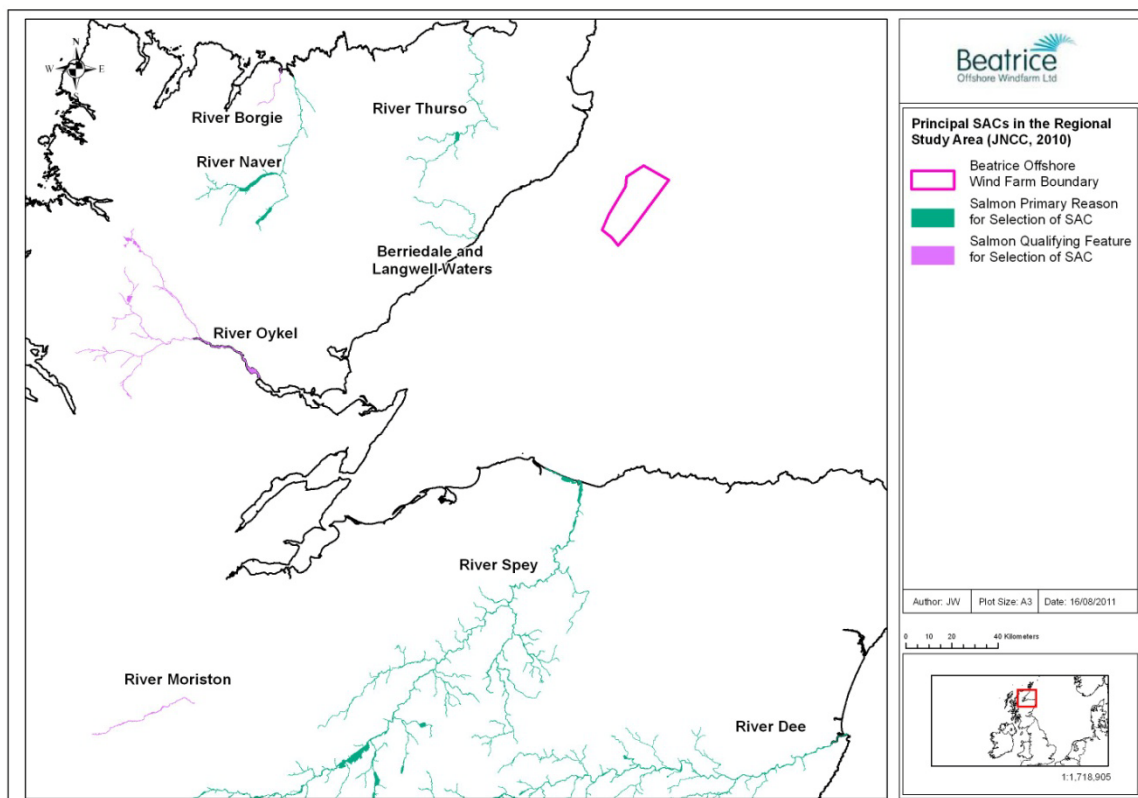 N
W E
S
River Borgie
River Thurso
River Naver
Berriedale and
Langwell-Waters
River Oykel
River Spey
River Moriston
River Dee
Beatrice
Offshore Windfarm Ltd
Principal SACs in the Regional
Study Area (JNCC, 2010)
Beatrice Offshore
Wind Farm Boundary
Salmon Primary Reason
for Selection of SAC
Salmon Qualifying Feature
for Selection of SAC
Author: JW Plot Size: A3 Date: 16/08/2011
0 10 20 40 Kilometers
1:1,718,905